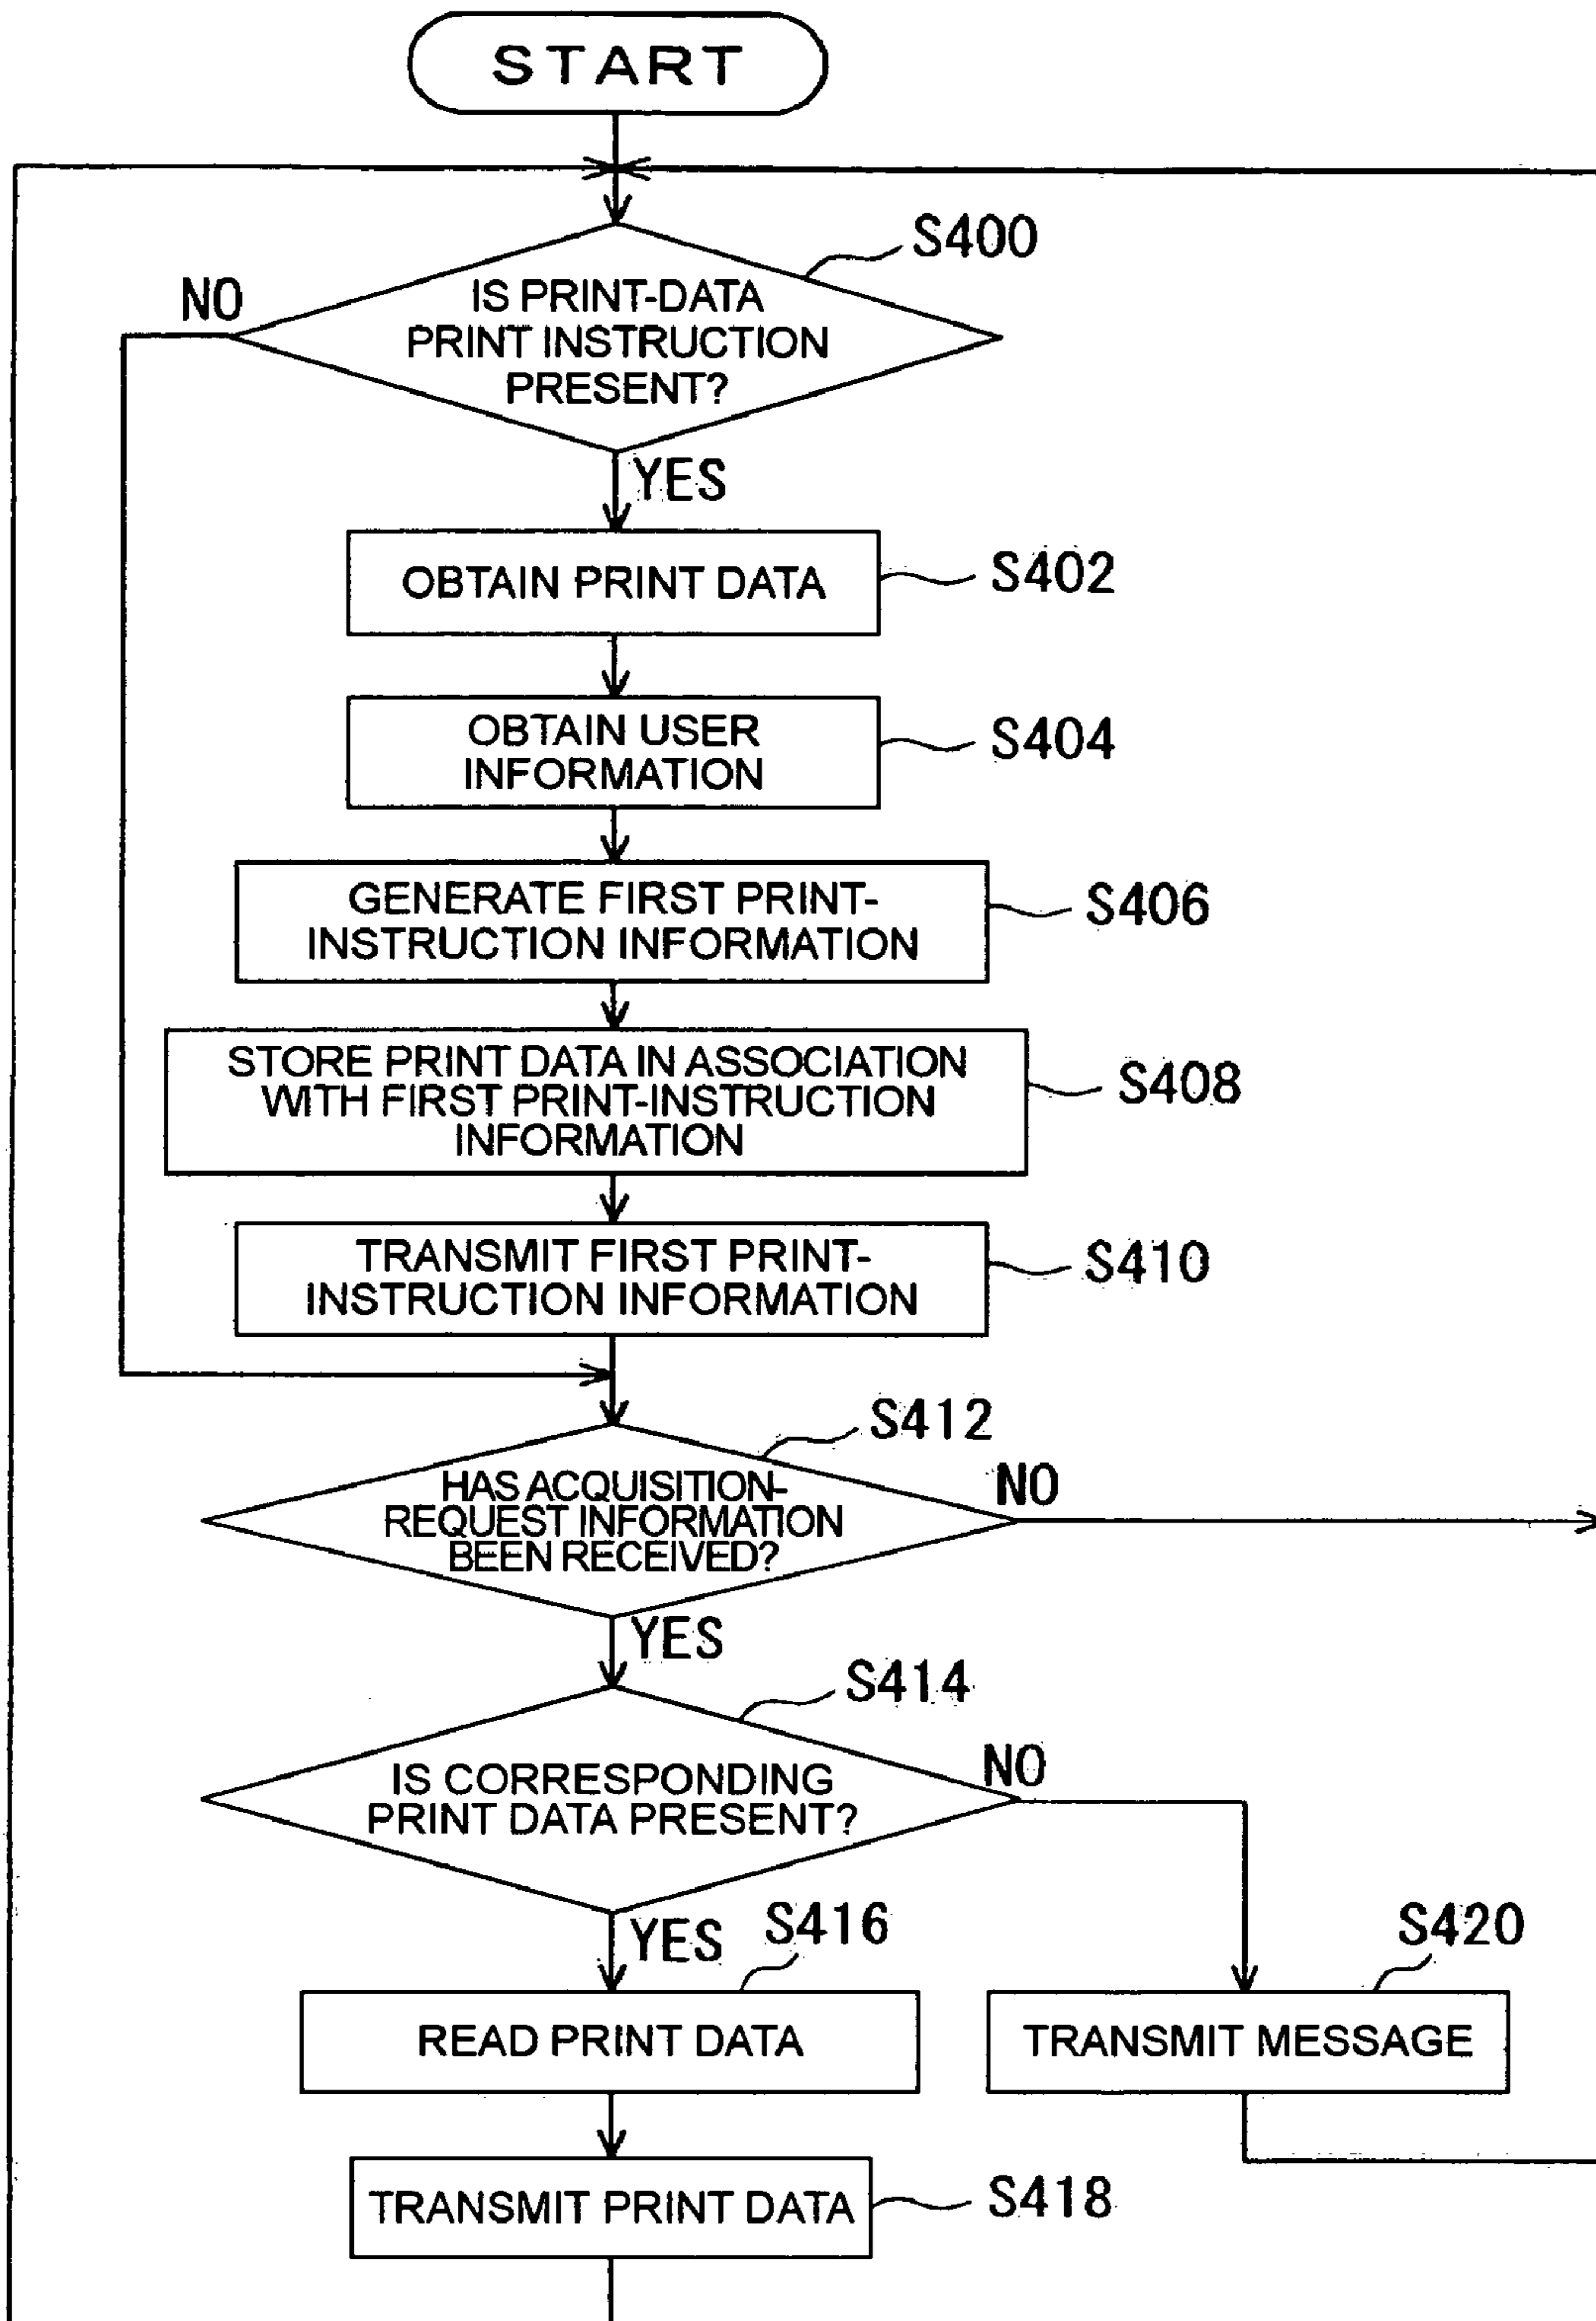 START
S400
NO
IS PRINT-DATA
PRINT INSTRUCTION
PRESENT?
YES
OBTAIN PRINT DATA
S402
OBTAIN USER
INFORMATION
S404
GENERATE FIRST PRINT-
INSTRUCTION INFORMATION
S406
STORE PRINT DATA IN ASSOCIATION
WITH FIRST PRINT-INSTRUCTION
INFORMATION
S408
TRANSMIT FIRST PRINT-
INSTRUCTION INFORMATION
S410
S412
HAS ACQUISITION-
REQUEST INFORMATION
BEEN RECEIVED?
NO
YES
S414
IS CORRESPONDING
PRINT DATA PRESENT?
NO
YES
S416
S420
READ PRINT DATA
TRANSMIT MESSAGE
TRANSMIT PRINT DATA
S418